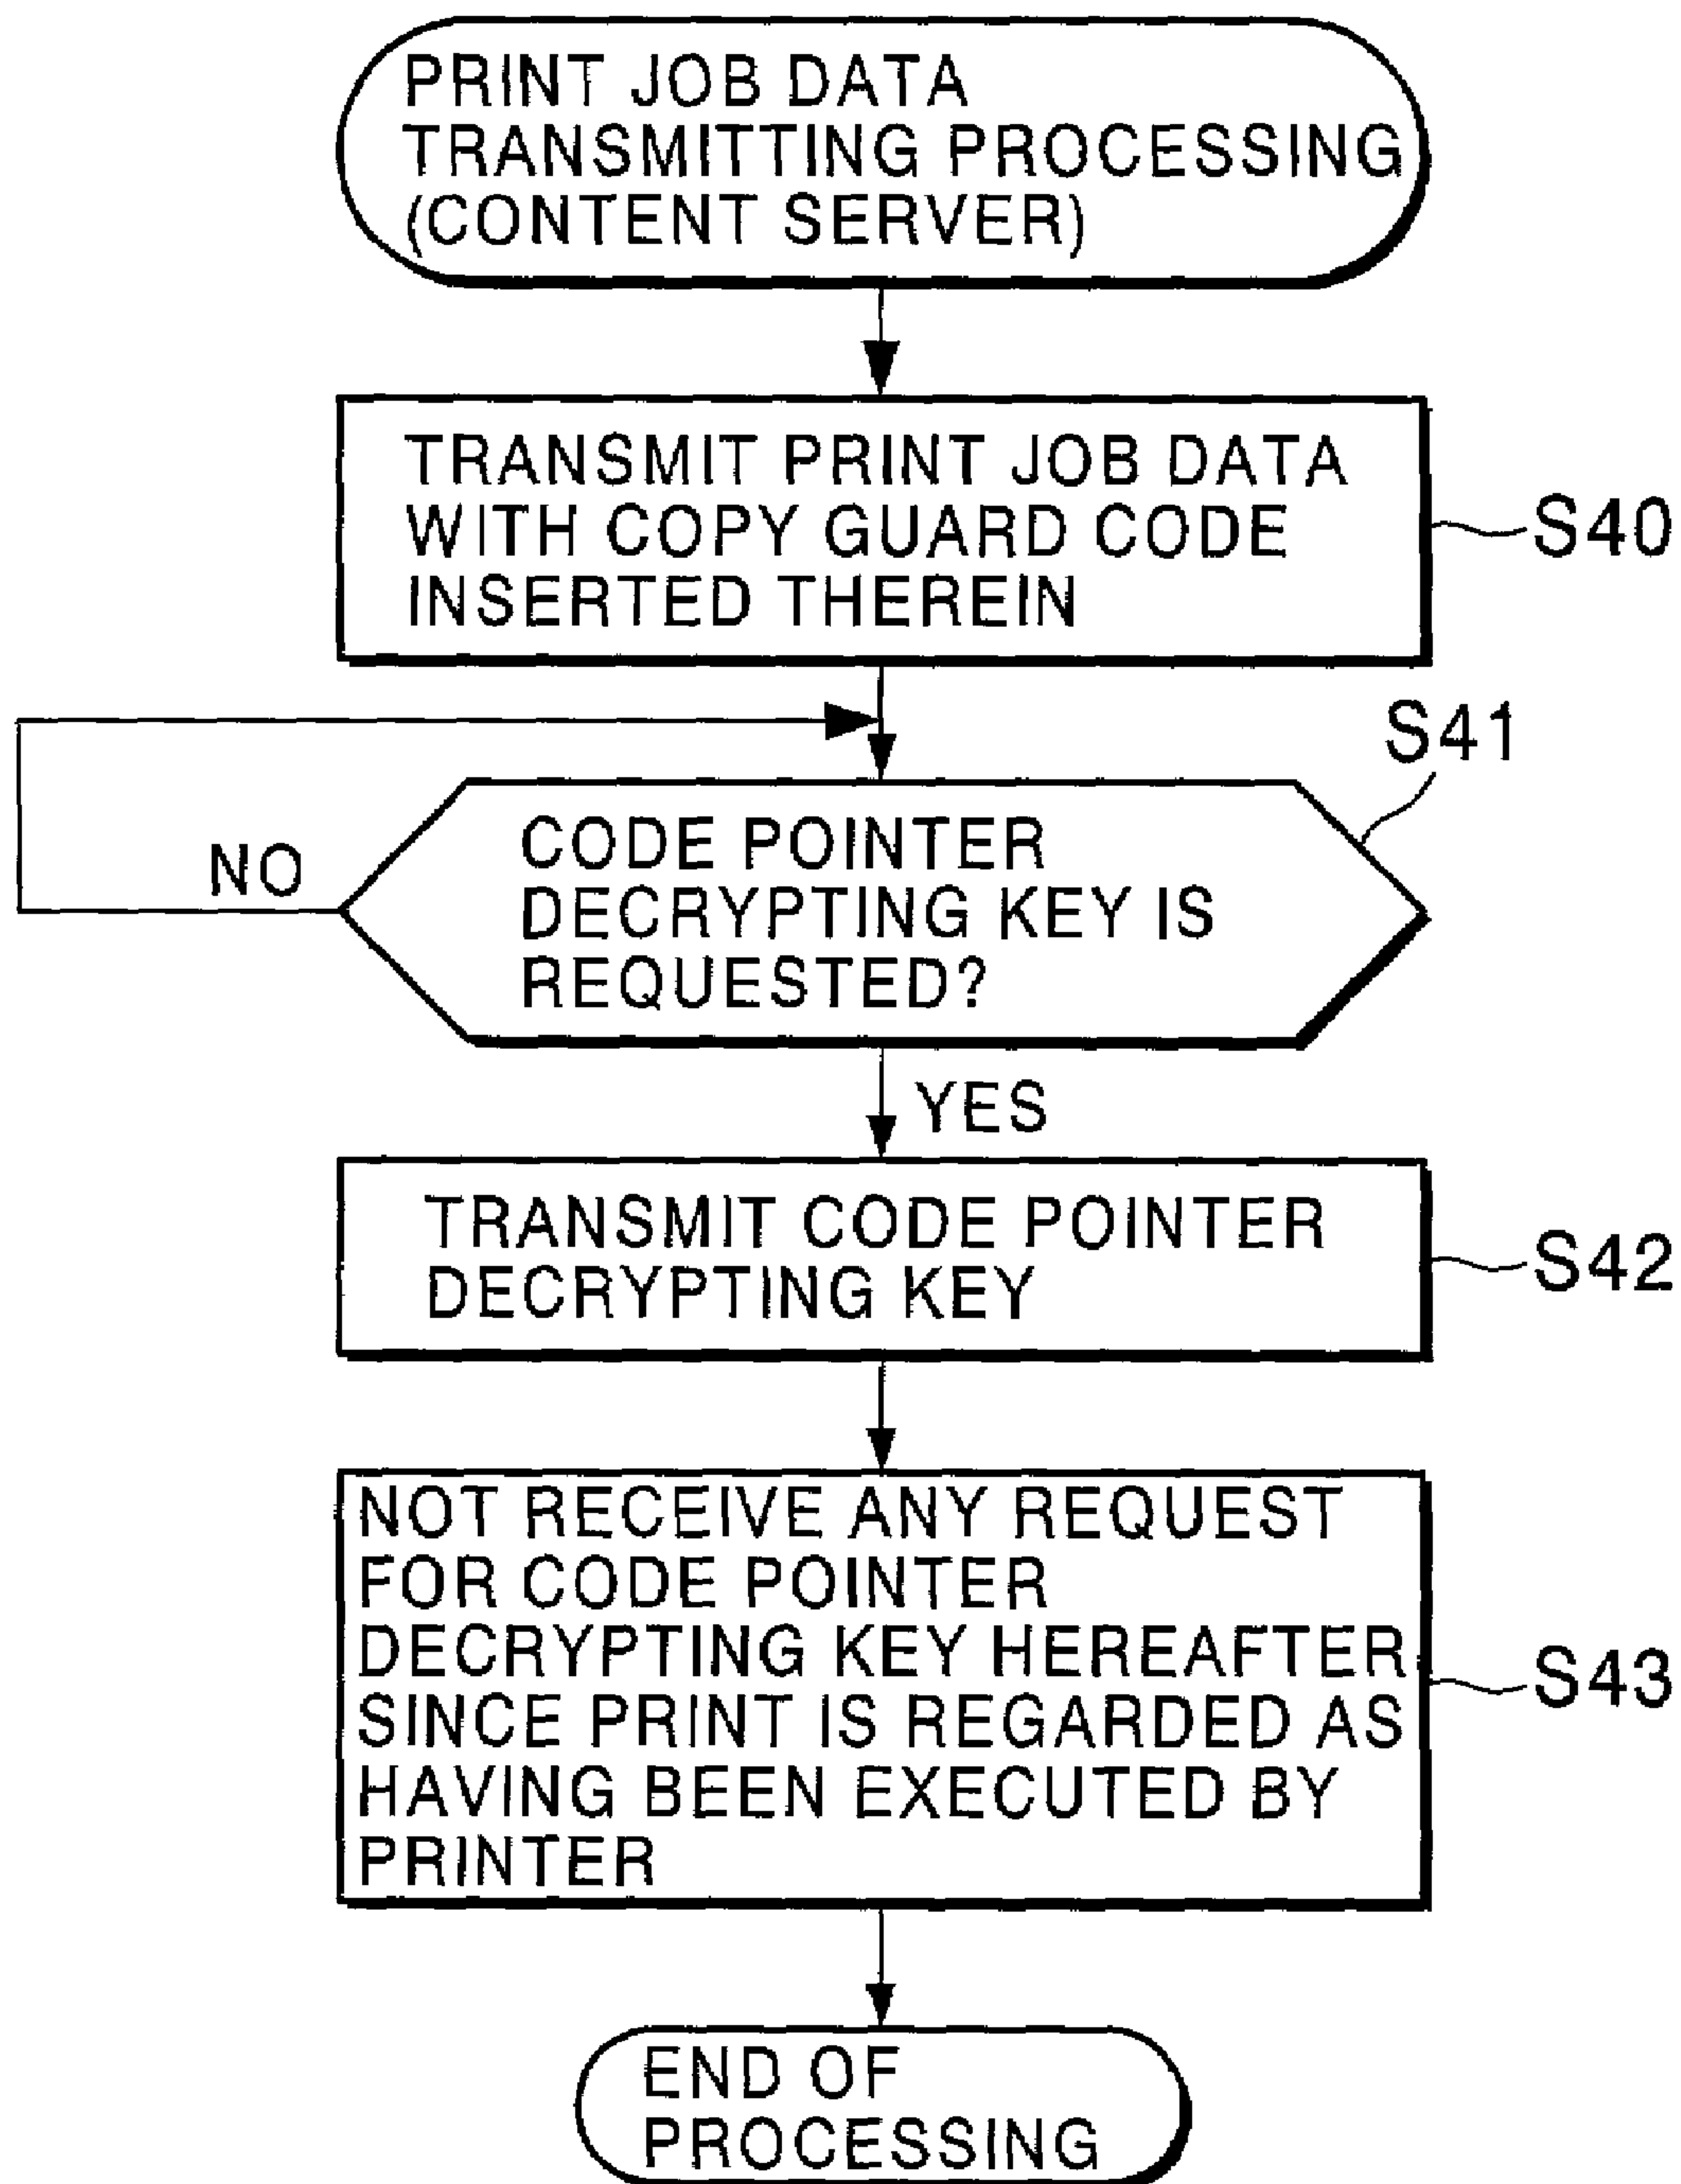 PRINT JOB DATA
TRANSMITTING PROCESSING
(CONTENT SERVER)
TRANSMIT PRINT JOB DATA
WITH COPY GUARD CODE
INSERTED THEREIN
S40
S41
CODE POINTER
DECRYPTING KEY IS
REQUESTED?
NO
YES
TRANSMIT CODE POINTER
DECRYPTING KEY
S42
NOT RECEIVE ANY REQUEST
FOR CODE POINTER
DECRYPTING KEY HEREAFTER
SINCE PRINT IS REGARDED AS
HAVING BEEN EXECUTED BY
PRINTER
S43
END OF
PROCESSING